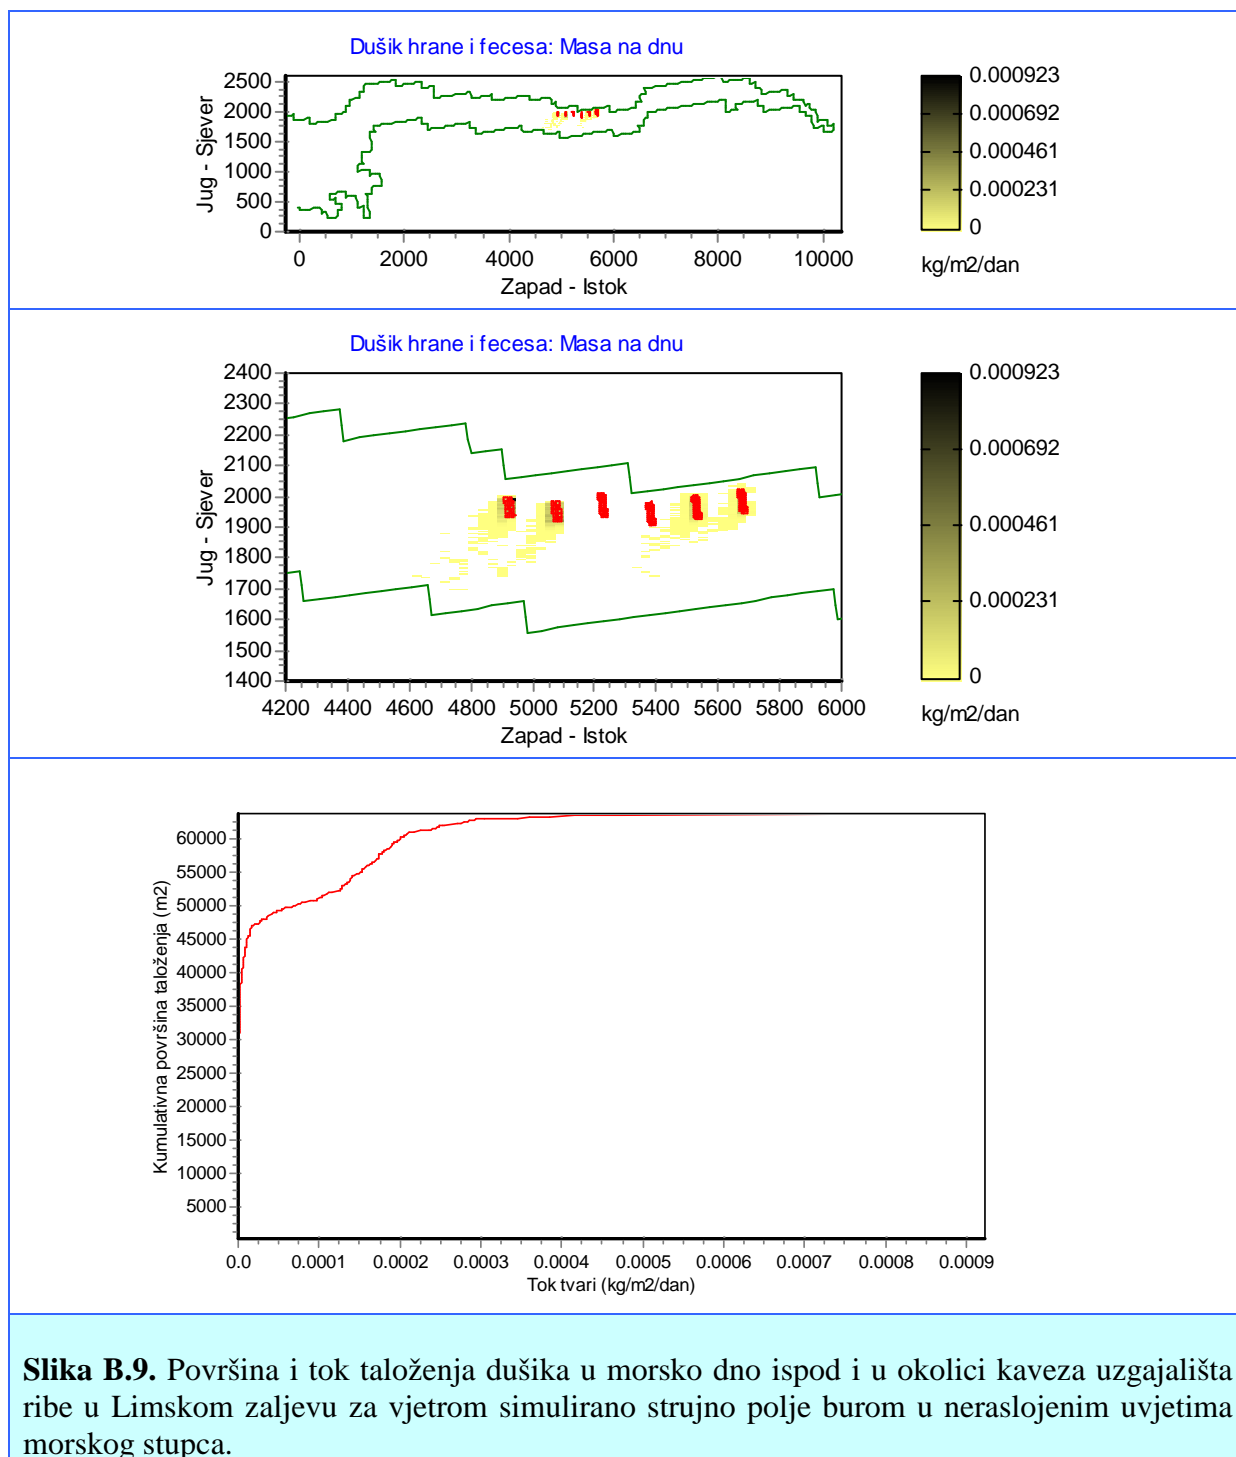 Dušik hrane i fecesa: Masa na dnu
2500
2000
1500
1000
500
0
Jug - Sjever
0 2000 4000 6000 8000 10000
Zapad - Istok
0.000923
0.000692
0.000461
0.000231
0
kg/m2/dan
Dušik hrane i fecesa: Masa na dnu
2400
2300
2200
2100
2000
1900
1800
1700
1600
1500
1400
Jug - Sjever
4200 4400 4600 4800 5000 5200 5400 5600 5800 6000
Zapad - Istok
0.000923
0.000692
0.000461
0.000231
0
kg/m2/dan
60000
55000
50000
45000
40000
35000
30000
25000
20000
15000
10000
5000
Kumulativna površina taloženja (m2)
0.0 0.0001 0.0002 0.0003 0.0004 0.0005 0.0006 0.0007 0.0008 0.0009
Tok tvari (kg/m2/dan)
Slika B.9. Površina i tok taloženja dušika u morsko dno ispod i u okolici kaveza uzgajališta
ribe u Limskom zaljevu za vjetrom simulirano strujno polje burom u neraslojenim uvjetima
morskog stupca.